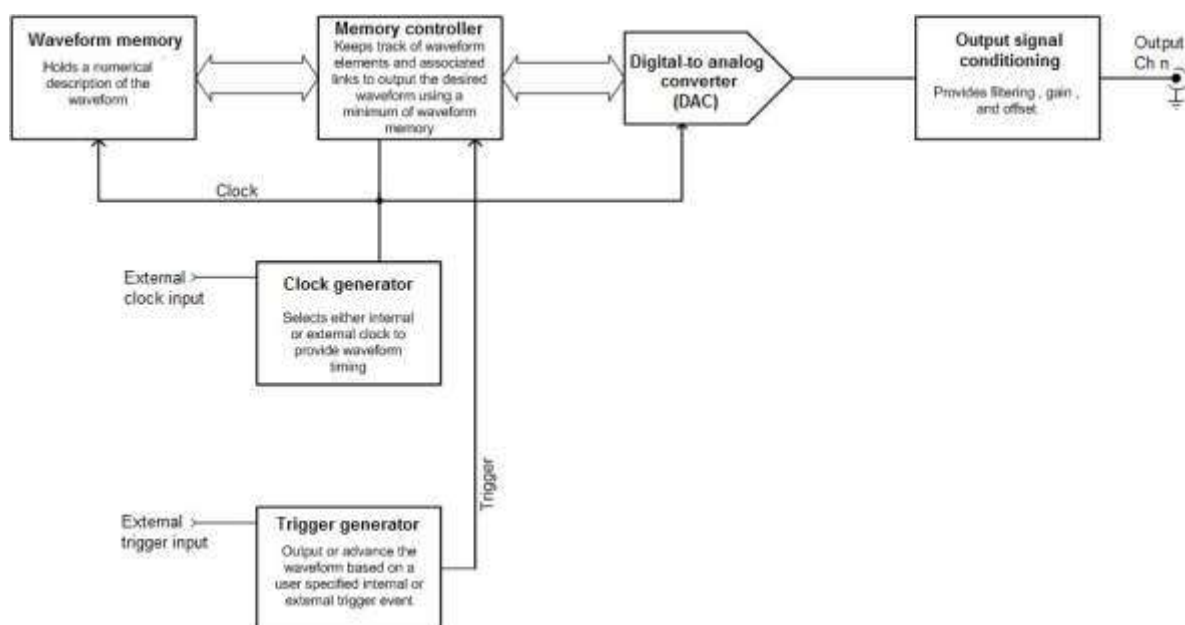 Waveform memory
Holds a numerical
description of the
waveform
Memory controller
Keeps track of waveform
elements and associated
links to output the desired
waveform using a
minimum of waveform
memory
Digital-to analog
converter
(DAC)
Output signal
conditioning
Provides filtering , gain ,
and offset
Output
Ch n
Clock
External
clock input
Clock generator
Selects either internal
or external clock to
provide waveform
timing
Trigger
External
trigger input
Trigger generator
Output or advance the
waveform based on a
user specified internal or
external trigger event